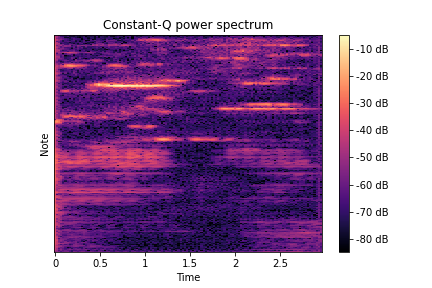 Constant-Q power spectrum
Note
0
0.5
1
1.5
2
2.5
Time
-10 dB
-20 dB
-30 dB
-40 dB
-50 dB
-60 dB
-70 dB
-80 dB